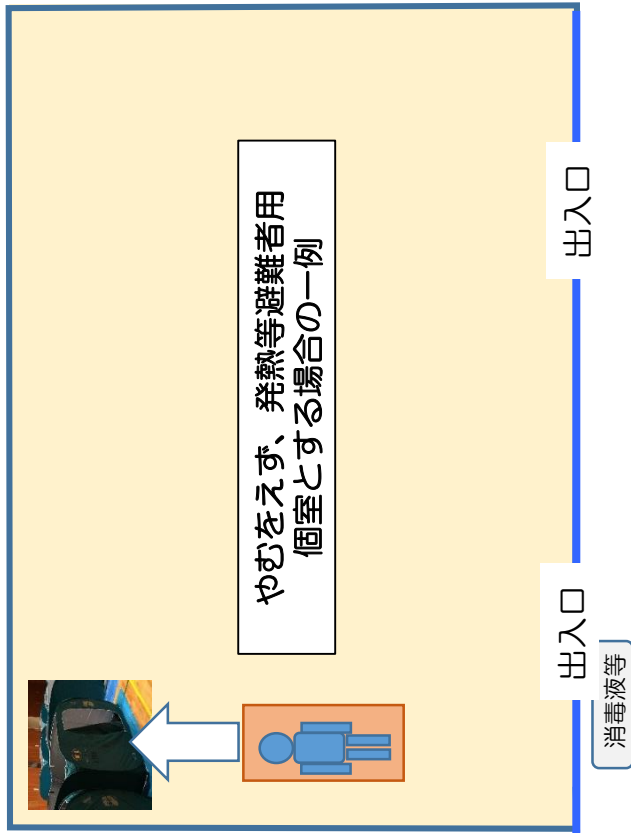 やむをえず、発熱等避難者用
個室とする場合の一例
出入口
出入口
消毒液等